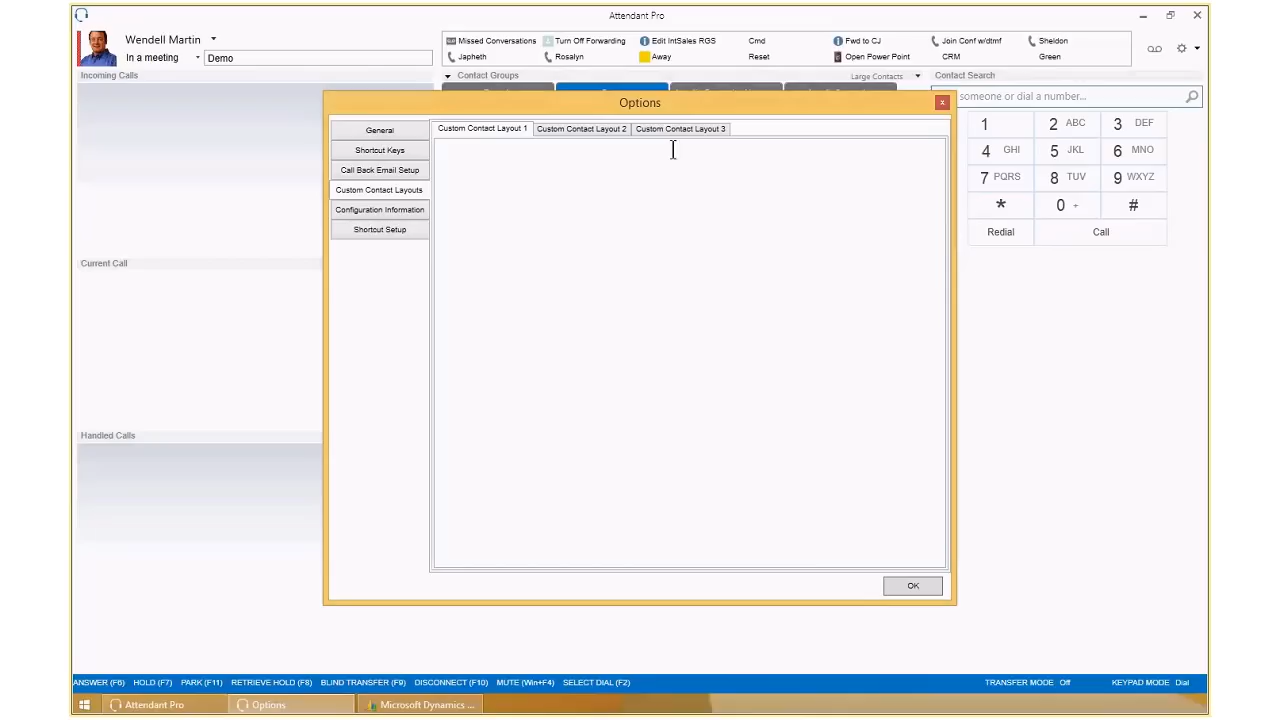 Attendant Pro
Wendell Martin
In a meeting
Demo
Missed Conversations
Turn Off Forwarding
Edit IntSales RGS
Cmd
Fwd to CJ
Join Conf w/dtmf
Sheldon
Japheth
Rosalyn
Away
Reset
Open Power Point
CRM
Green
Incoming Calls
Contact Groups
Large Contacts
Contact Search
someone or dial a number...
Options
General
Shortcut Keys
Call Back Email Setup
Custom Contact Layouts
Configuration Information
Shortcut Setup
Custom Contact Layout 1
Custom Contact Layout 2
Custom Contact Layout 3
OK
1
2 ABC
3 DEF
4 GHI
5 JKL
6 MNO
7 PQRS
8 TUV
9 WXYZ
*
0 +
#
Redial
Call
Current Call
Handled Calls
ANSWER (F6) HOLD (F7) PARK (F11) RETRIEVE HOLD (F8) BLIND TRANSFER (F9) DISCONNECT (F10) MUTE (Win+F4) SELECT DIAL (F2)
TRANSFER MODE Off
KEYPAD MODE Dial
Attendant Pro
Options
Microsoft Dynamics ...